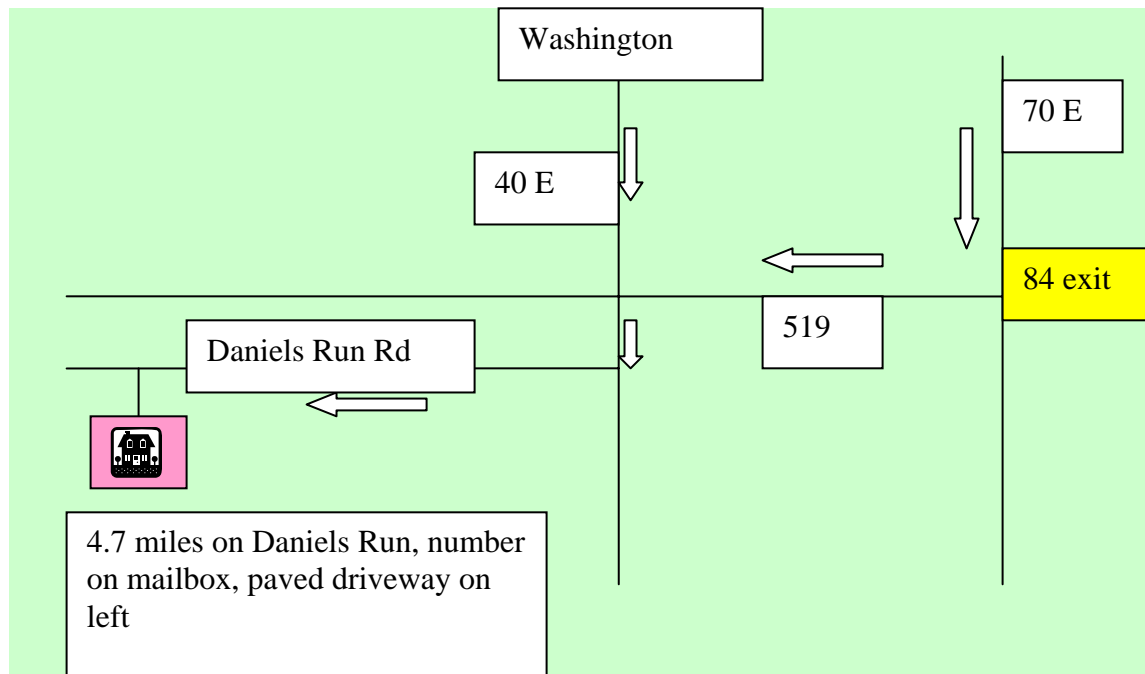 Washington
70 E
40 E
84 exit
519
Daniels Run Rd
4.7 miles on Daniels Run, number
on mailbox, paved driveway on
left